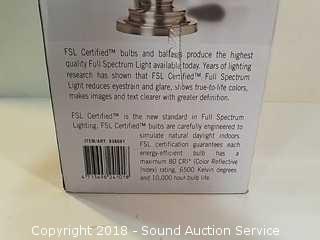 FSL Certified™ bulbs and ballasts produce the highest
quality Full Spectrum Light available today. Years of lighting
research has shown that FSL Certified™ Full Spectrum
Light reduces eyestrain and glare, shows true-to-life colors,
makes images and text clearer with greater definition.
FSL Certified™ is the new standard in Full Spectrum
Lighting. FSL Certified™ bulbs are carefully engineered to
simulate natural daylight indoors.
FSL certification guarantees each
energy-efficient bulb has a
maximum 80 CRI* (Color Reflective
Index) rating, 6500 Kelvin degrees
and 10,000 hour bulb life.
ITEM/ART
Copyright 2018 - Sound Auction Service